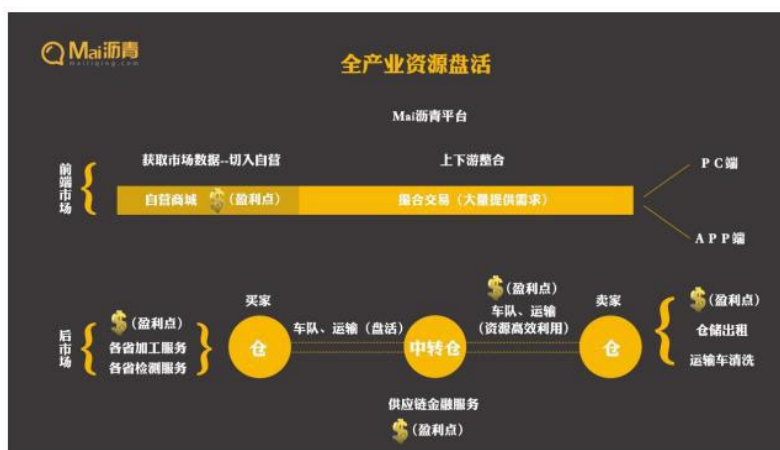 Mai沥青
mailiqing.com
全产业资源盘活
Mai沥青平台
前端市场
获取市场数据--切入自营
上下游整合
自营商城 $(盈利点)
撮合交易（大量提供需求）
PC端
APP端
后市场
$(盈利点)
各省加工服务
各省检测服务
买家
仓
车队、运输（盘活）
中转仓
$(盈利点)
车队、运输
（资源高效利用）
卖家
仓
$(盈利点)
仓储出租
运输车清洗
供应链金融服务
$(盈利点)